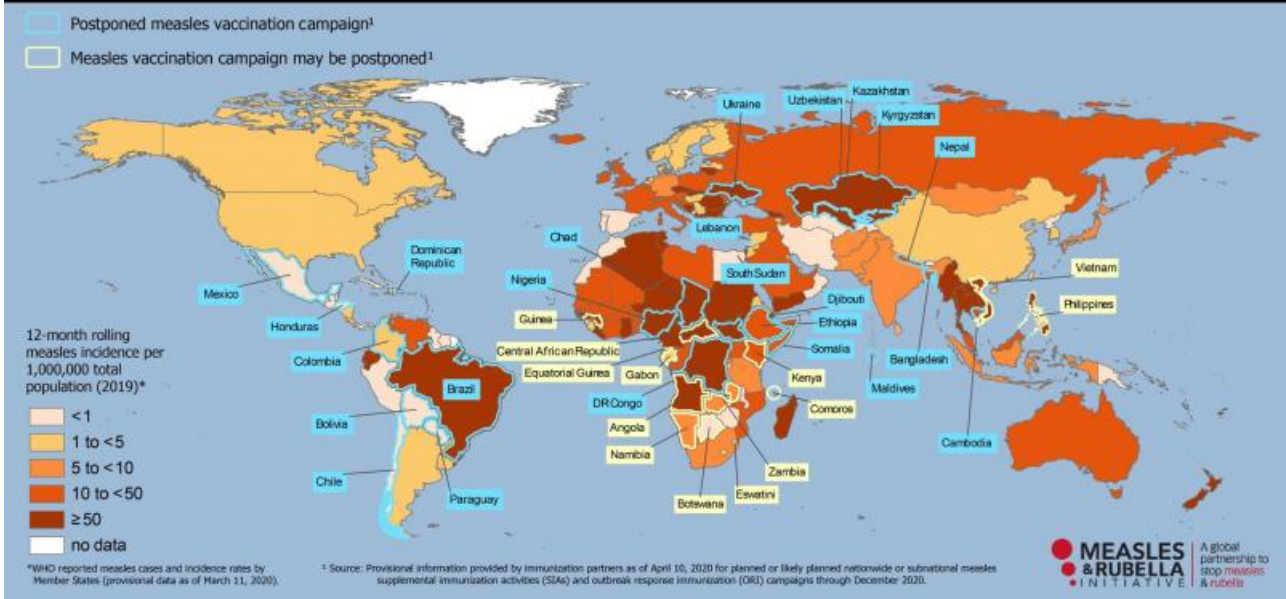 Postponed measles vaccination campaign¹
Measles vaccination campaign may be postponed¹
Ukraine
Uzbekistan
Kazakhstan
Kyrgyzstan
Nepal
Lebanon
Chad
South Sudan
Nigeria
Dominican
Republic
Mexico
Honduras
Guinea
Djibouti
Ethiopia
Vietnam
Philippines
Central African Republic
Somalia
Colombia
Equatorial Guinea
Gabon
Kenya
Bangladesh
Maldives
Brazil
DR Congo
Comoros
Bolivia
Angola
Namibia
Zambia
Cambodia
Chile
Paraguay
Botswana
Eswatini
12-month rolling
measles incidence per
1,000,000 total
population (2019)*
<1
1 to <5
5 to <10
10 to <50
≥50
no data
*WHO reported measles cases and incidence rates by
Member States (provisional data as of March 11, 2020).
¹ Source: Provisional information provided by immunization partners as of April 10, 2020 for planned or likely planned nationwide or subnational measles
supplemental immunization activities (SIAs) and outbreak response immunization (ORI) campaigns through December 2020.
MEASLES
& RUBELLA
INITIATIVE
A global
partnership to
stop measles
& rubella